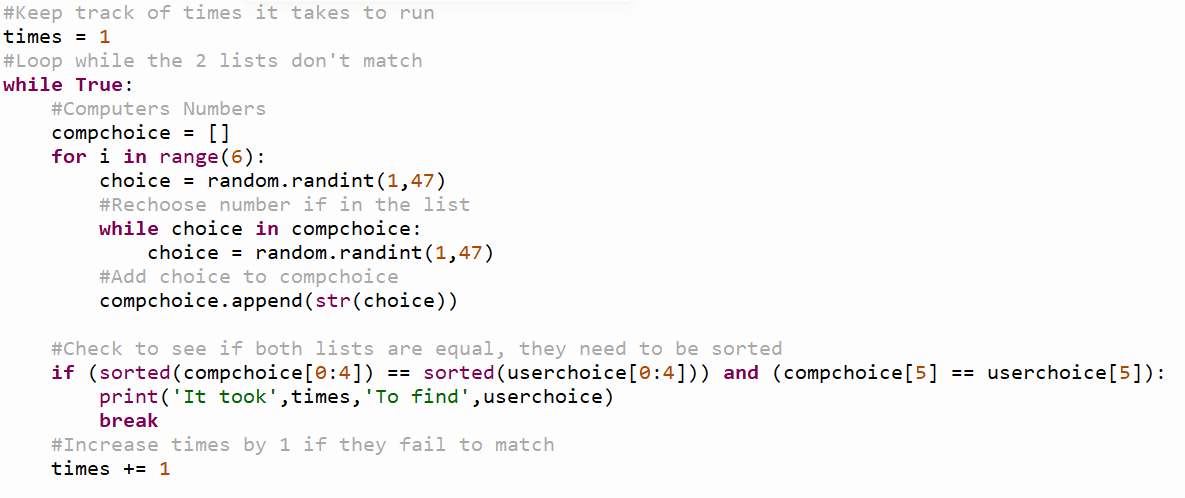 #Keep track of times it takes to run
times = 1
#Loop while the 2 lists don't match
while True:
    #Computers Numbers
    compchoice = []
    for i in range(6):
        choice = random.randint(1,47)
        #Rechoose number if in the list
        while choice in compchoice:
            choice = random.randint(1,47)
        #Add choice to compchoice
        compchoice.append(str(choice))

    #Check to see if both lists are equal, they need to be sorted
    if (sorted(compchoice[0:4]) == sorted(userchoice[0:4])) and (compchoice[5] == userchoice[5]):
        print('It took',times,'To find',userchoice)
        break
    #Increase times by 1 if they fail to match
    times += 1